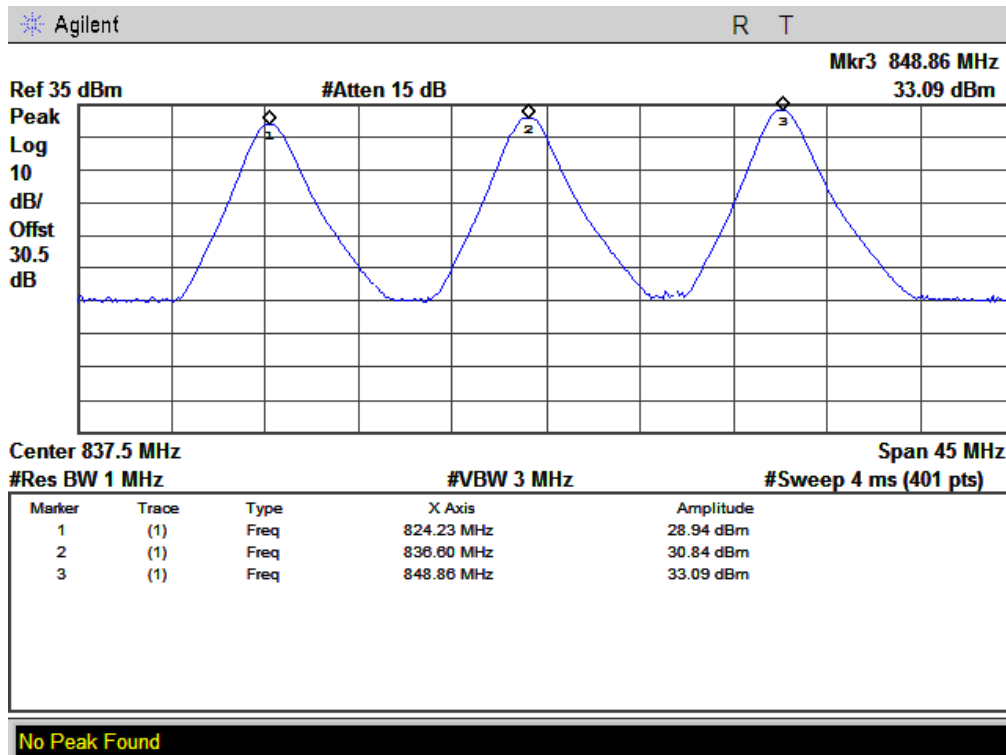 Agilent R T
Mkr3 848.86 MHz
Ref 35 dBm #Atten 15 dB 33.09 dBm
Peak
Log
10
dB/
Offst
30.5
dB
1
2
3
Center 837.5 MHz Span 45 MHz
#Res BW 1 MHz #VBW 3 MHz #Sweep 4 ms (401 pts)
Marker Trace Type X Axis Amplitude
1 (1) Freq 824.23 MHz 28.94 dBm
2 (1) Freq 836.60 MHz 30.84 dBm
3 (1) Freq 848.86 MHz 33.09 dBm
No Peak Found